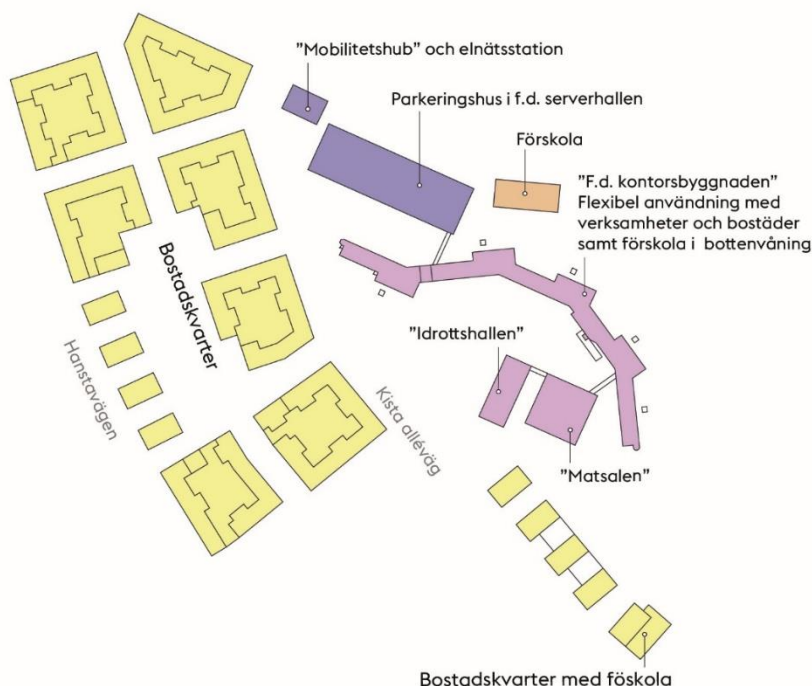 "Mobilitetshub" och elnätsstation
Parkeringshus i f.d. serverhallen
Förskola
"F.d. kontorsbyggnaden"
Flexibel användning med
verksamheter och bostäder
samt förskola i bottenvåning
Bostadskvarter
Hanstavägen
"Idrottshallen"
Kista alléväg
"Matsalen"
Bostadskvarter med föskola